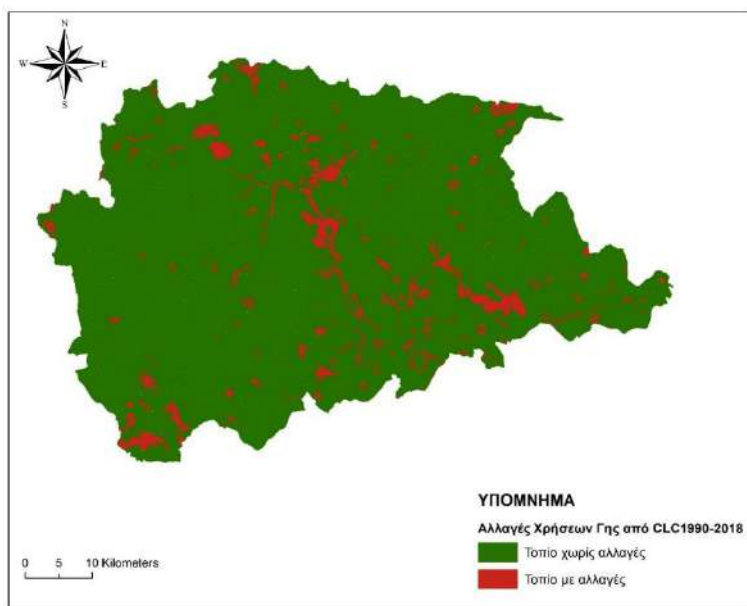 N
W E
S
ΥΠΟΜΝΗΜΑ
Αλλαγές Χρήσεων Γης από CLC1990-2018
Τοπίο χωρίς αλλαγές
Τοπίο με αλλαγές
0 5 10 Kilometers